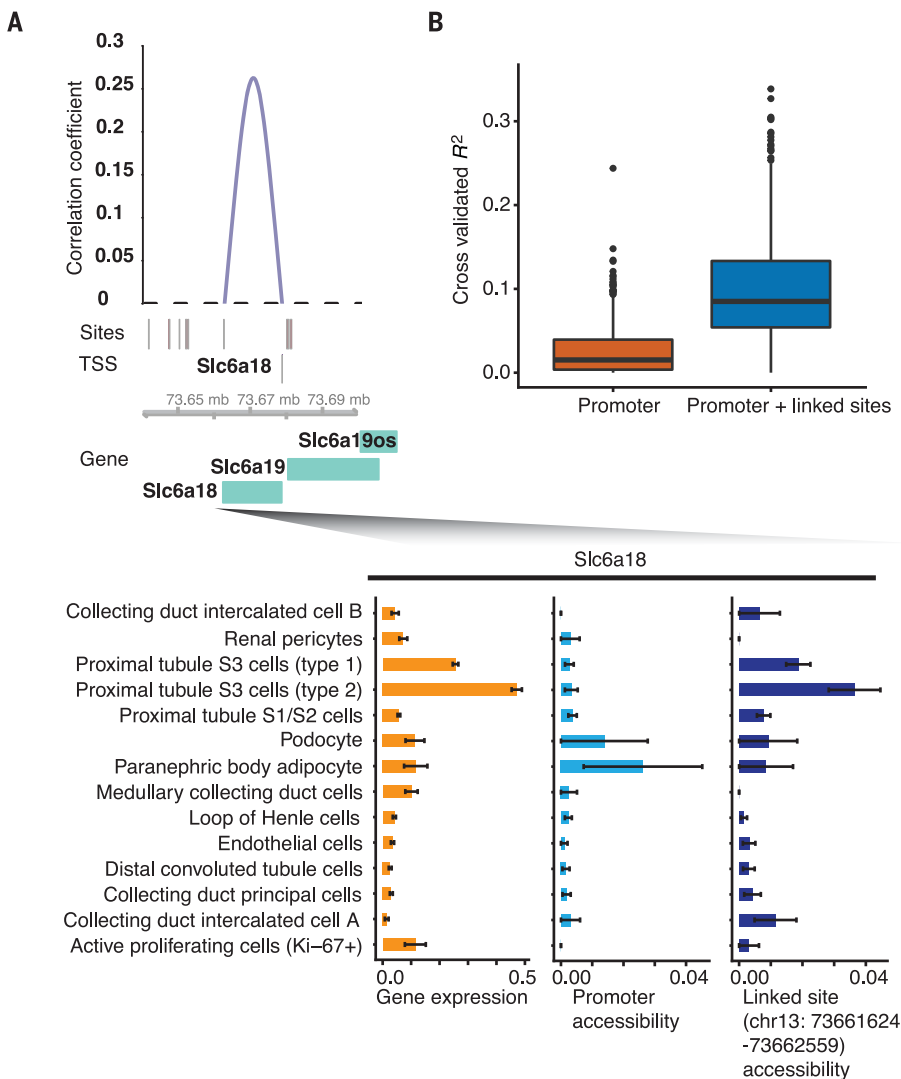 A
0.3
0.25
0.2
0.15
0.1
0.05
0
Correlation coefficient
Sites
TSS
Slc6a18
73.65 mb
73.67 mb
73.69 mb
Gene
Slc6a19os
Slc6a19
Slc6a18
B
0.3
0.2
0.1
0.0
Cross validated R²
Promoter
Promoter + linked sites
Slc6a18
Collecting duct intercalated cell B
Renal pericytes
Proximal tubule S3 cells (type 1)
Proximal tubule S3 cells (type 2)
Proximal tubule S1/S2 cells
Podocyte
Paranephric body adipocyte
Medullary collecting duct cells
Loop of Henle cells
Endothelial cells
Distal convoluted tubule cells
Collecting duct principal cells
Collecting duct intercalated cell A
Active proliferating cells (Ki–67+)
0.0 0.5
Gene expression
0.00 0.04
Promoter
accessibility
0.00 0.04
Linked site
(chr13: 73661624
-73662559)
accessibility